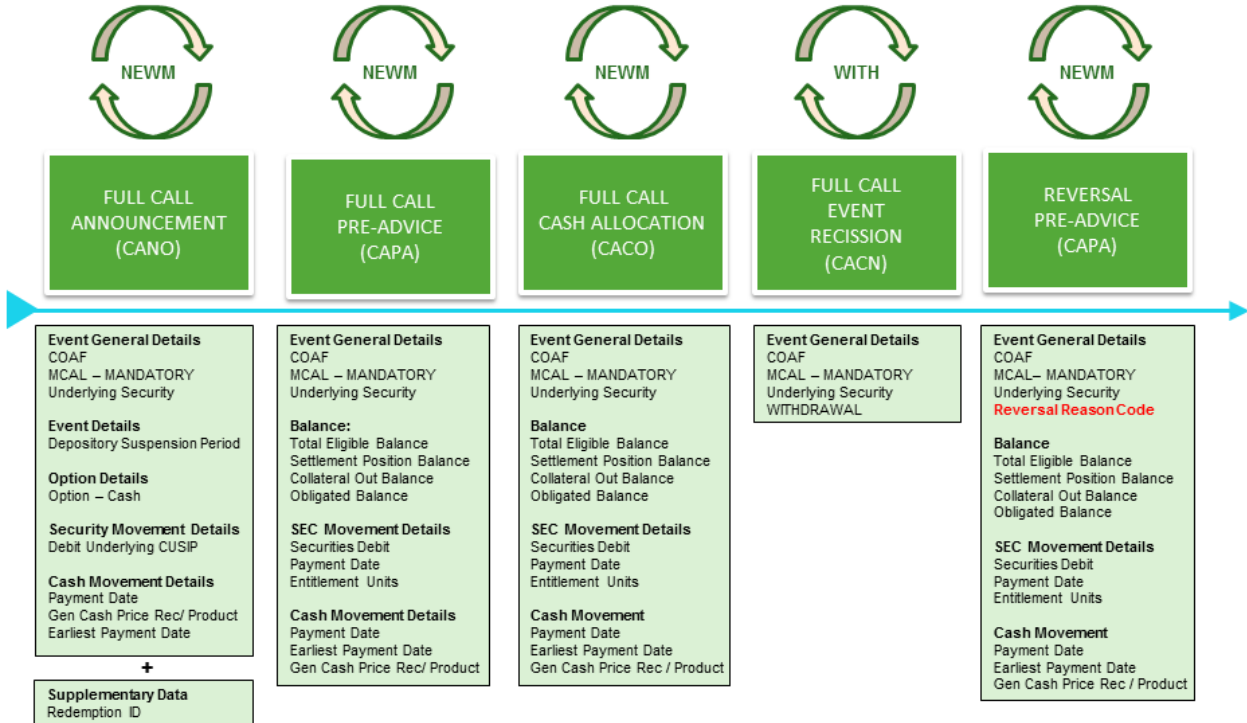 NEWM
NEWM
NEWM
WITH
NEWM
FULL CALL
ANNOUNCEMENT
(CANO)
FULL CALL
PRE-ADVICE
(CAPA)
FULL CALL
CASH ALLOCATION
(CACO)
FULL CALL
EVENT
RECISSION
(CACN)
REVERSAL
PRE-ADVICE
(CAPA)
Event General Details
COAF
MCAL – MANDATORY
Underlying Security
Event Details
Depository Suspension Period
Option Details
Option – Cash
Security Movement Details
Debit Underlying CUSIP
Cash Movement Details
Payment Date
Gen Cash Price Rec/ Product
Earliest Payment Date
+
Supplementary Data
Redemption ID
Event General Details
COAF
MCAL – MANDATORY
Underlying Security
Balance:
Total Eligible Balance
Settlement Position Balance
Collateral Out Balance
Obligated Balance
SEC Movement Details
Securities Debit
Payment Date
Entitlement Units
Cash Movement Details
Payment Date
Earliest Payment Date
Gen Cash Price Rec/ Product
Event General Details
COAF
MCAL – MANDATORY
Underlying Security
Balance
Total Eligible Balance
Settlement Position Balance
Collateral Out Balance
Obligated Balance
SEC Movement Details
Securities Debit
Payment Date
Entitlement Units
Cash Movement
Payment Date
Earliest Payment Date
Gen Cash Price Rec / Product
Event General Details
COAF
MCAL – MANDATORY
Underlying Security
WITHDRAWAL
Event General Details
COAF
MCAL– MANDATORY
Underlying Security
Reversal Reason Code
Balance
Total Eligible Balance
Settlement Position Balance
Collateral Out Balance
Obligated Balance
SEC Movement Details
Securities Debit
Payment Date
Entitlement Units
Cash Movement
Payment Date
Earliest Payment Date
Gen Cash Price Rec / Product